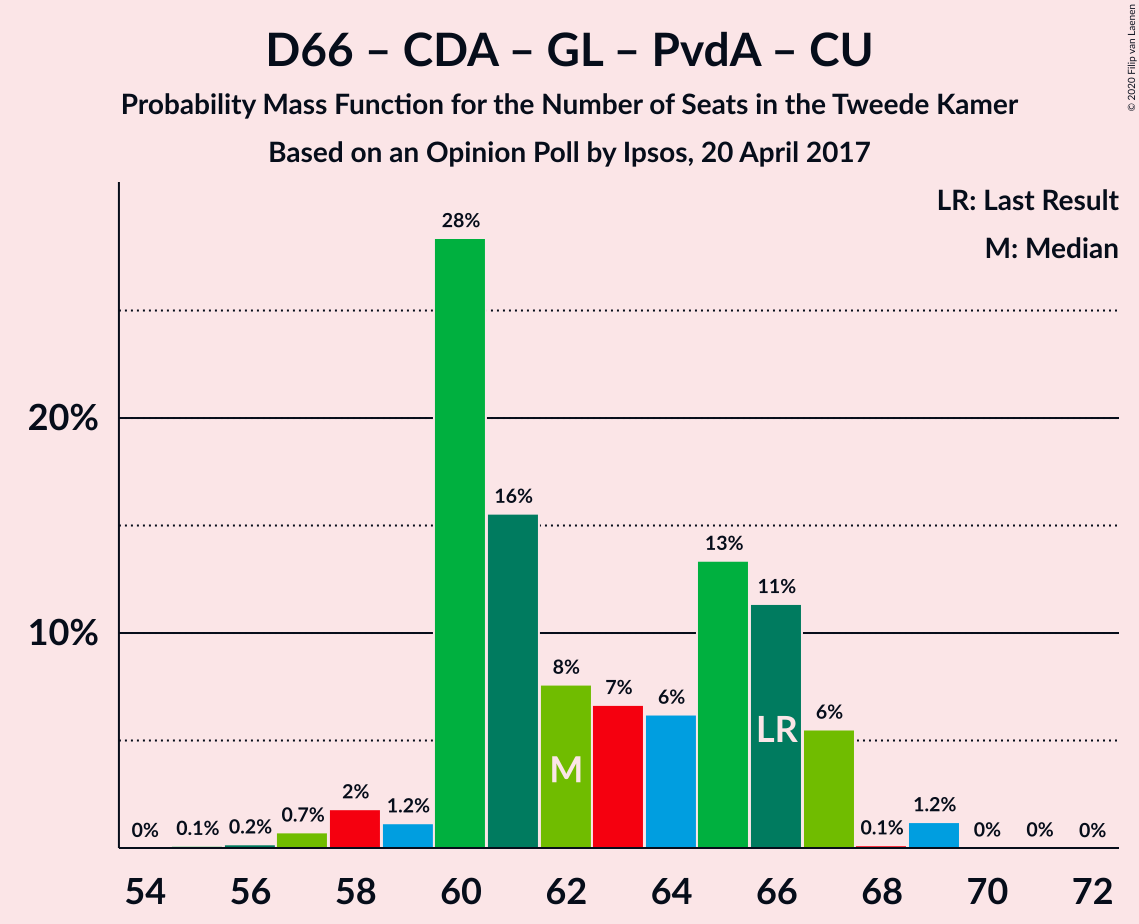 D66 – CDA – GL – PvdA – CU
Probability Mass Function for the Number of Seats in the Tweede Kamer
Based on an Opinion Poll by Ipsos, 20 April 2017
© 2020 Filip van Laenen
LR: Last Result
M: Median
20%
10%
0%
0.1%
0.2%
0.7%
2%
1.2%
28%
16%
8%
7%
6%
13%
11%
6%
0.1%
1.2%
0%
0%
0%
M
LR
54 56 58 60 62 64 66 68 70 72